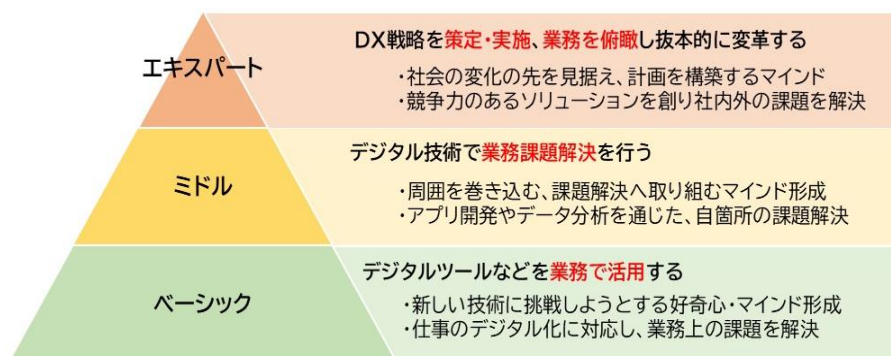 エキスパート
DX戦略を策定・実施、業務を俯瞰し抜本的に変革する
・社会の変化の先を見据え、計画を構築するマインド
・競争力のあるソリューションを創り社内外の課題を解決
ミドル
デジタル技術で業務課題解決を行う
・周囲を巻き込む、課題解決へ取り組むマインド形成
・アプリ開発やデータ分析を通じた、自箇所の課題解決
ベーシック
デジタルツールなどを業務で活用する
・新しい技術に挑戦しようとする好奇心・マインド形成
・仕事のデジタル化に対応し、業務上の課題を解決